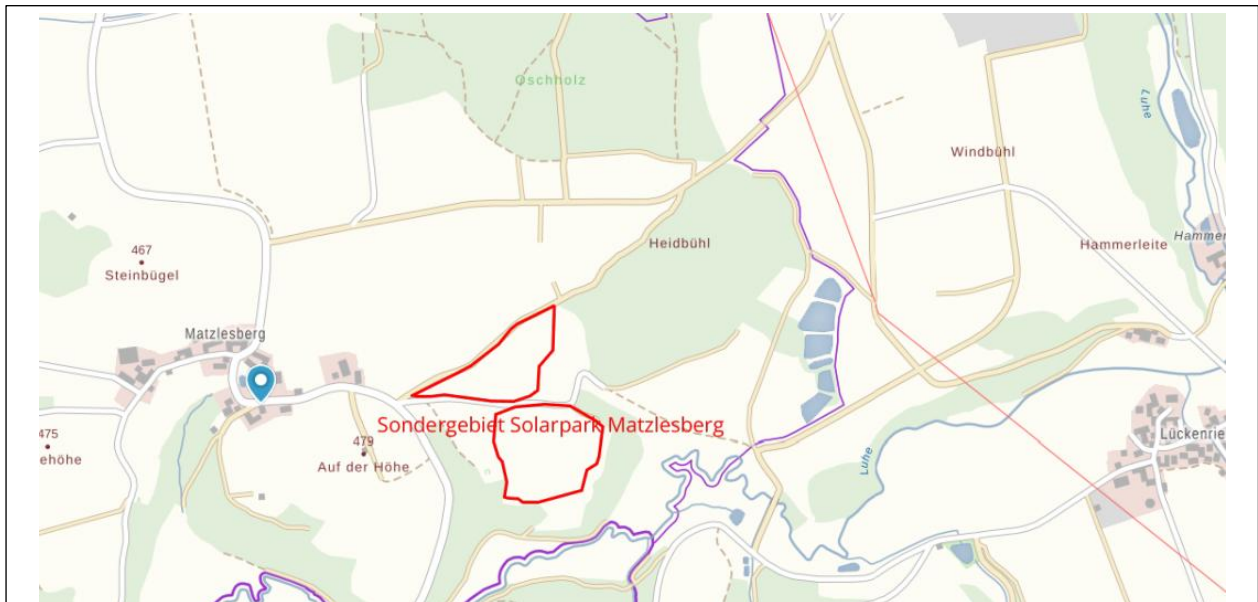 Oschholz
Luhe
Windbühl
467
Steinbügel
Heidbühl
Hammerleite
Hammer
Matzlesberg
Sondergebiet Solarpark Matzlesberg
475
ehöhe
479
Auf der Höhe
Luhe
Lückenrie